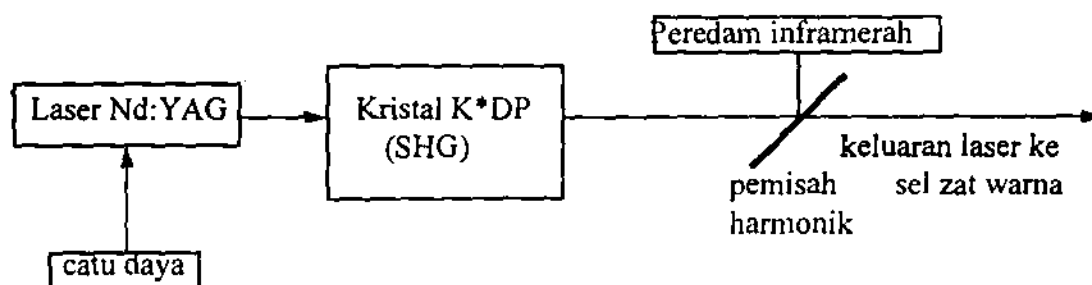 Peredam inframerah
Laser Nd:YAG
Kristal K*DP
(SHG)
keluaran laser ke
sel zat warna
pemisah
harmonik
catu daya